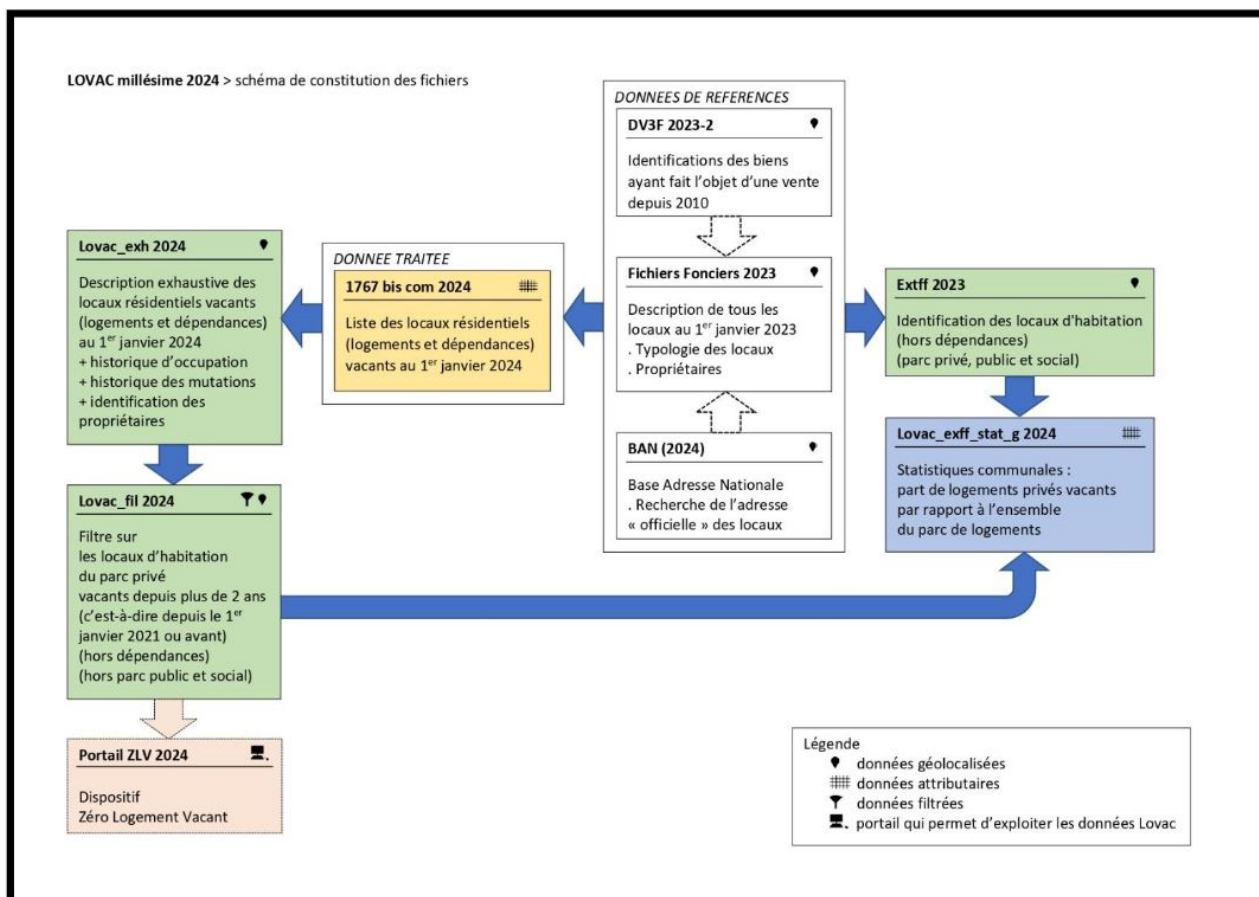 LOVAC millésime 2024 > schéma de constitution des fichiers
DONNEES DE REFERENCES
DV3F 2023-2
Identifications des biens
ayant fait l'objet d'une vente
depuis 2010
Lovac_exh 2024
Description exhaustive des
locaux résidentiels vacants
(logements et dépendances)
au 1er janvier 2024
+ historique d'occupation
+ historique des mutations
+ identification des
propriétaires
DONNEE TRAITEE
1767 bis com 2024
Liste des locaux résidentiels
(logements et dépendances)
vacants au 1er janvier 2024
Fichiers Fonciers 2023
Description de tous les
locaux au 1er janvier 2023
. Typologie des locaux
. Propriétaires
Extff 2023
Identification des locaux d'habitation
(hors dépendances)
(parc privé, public et social)
BAN (2024)
Base Adresse Nationale
. Recherche de l'adresse
« officielle » des locaux
Lovac_exff_stat_g 2024
Statistiques communales :
part de logements privés vacants
par rapport à l'ensemble
du parc de logements
Lovac_fil 2024
Filtre sur
les locaux d'habitation
du parc privé
vacants depuis plus de 2 ans
(c'est-à-dire depuis le 1er
janvier 2021 ou avant)
(hors dépendances)
(hors parc public et social)
Portail ZLV 2024
Dispositif
Zéro Logement Vacant
Légende
données géolocalisées
données attributaires
données filtrées
portail qui permet d'exploiter les données Lovac